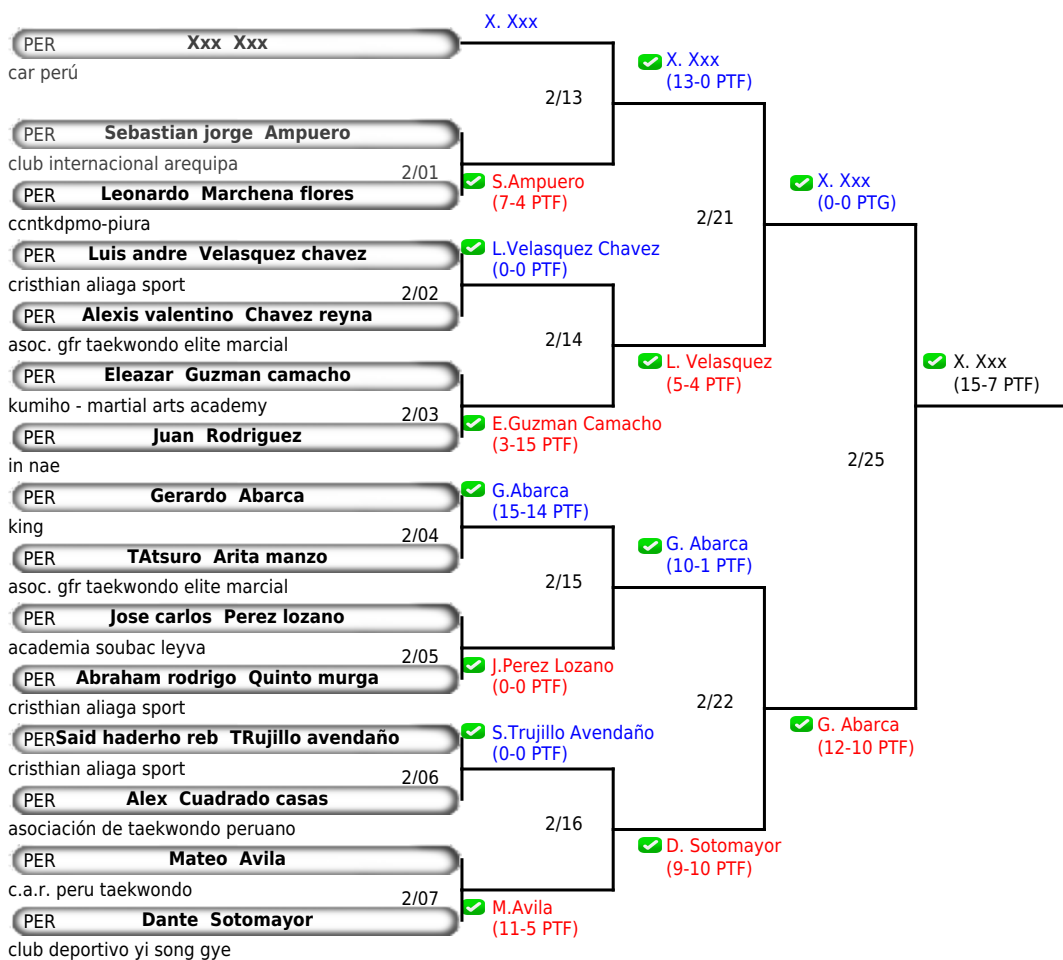 X. Xxx
PER Xxx Xxx
car perú
X. Xxx
(13-0 PTF)
2/13
PER Sebastian jorge Ampuero
club internacional arequipa
2/01
PER Leonardo Marchena flores
S.Ampuero
(7-4 PTF)
X. Xxx
(0-0 PTG)
ccntkdpmo-piura
2/21
PER Luis andre Velasquez chavez
L.Velasquez Chavez
(0-0 PTF)
cristhian aliaga sport
2/02
PER Alexis valentino Chavez reyna
asoc. gfr taekwondo elite marcial
2/14
PER Eleazar Guzman camacho
L. Velasquez
(5-4 PTF)
X. Xxx
(15-7 PTF)
kumiho - martial arts academy
2/03
PER Juan Rodriguez
E.Guzman Camacho
(3-15 PTF)
in nae
2/25
PER Gerardo Abarca
G.Abarca
(15-14 PTF)
king
2/04
PER TAtsuro Arita manzo
G. Abarca
(10-1 PTF)
asoc. gfr taekwondo elite marcial
2/15
PER Jose carlos Perez lozano
academia soubac leyva
2/05
PER Abraham rodrigo Quinto murga
J.Perez Lozano
(0-0 PTF)
cristhian aliaga sport
2/22
PERSaid haderho reb TRujillo avendaño
S.Trujillo Avendaño
(0-0 PTF)
G. Abarca
(12-10 PTF)
cristhian aliaga sport
2/06
PER Alex Cuadrado casas
asociación de taekwondo peruano
2/16
PER Mateo Avila
D. Sotomayor
(9-10 PTF)
c.a.r. peru taekwondo
2/07
PER Dante Sotomayor
M.Avila
(11-5 PTF)
club deportivo yi song gye